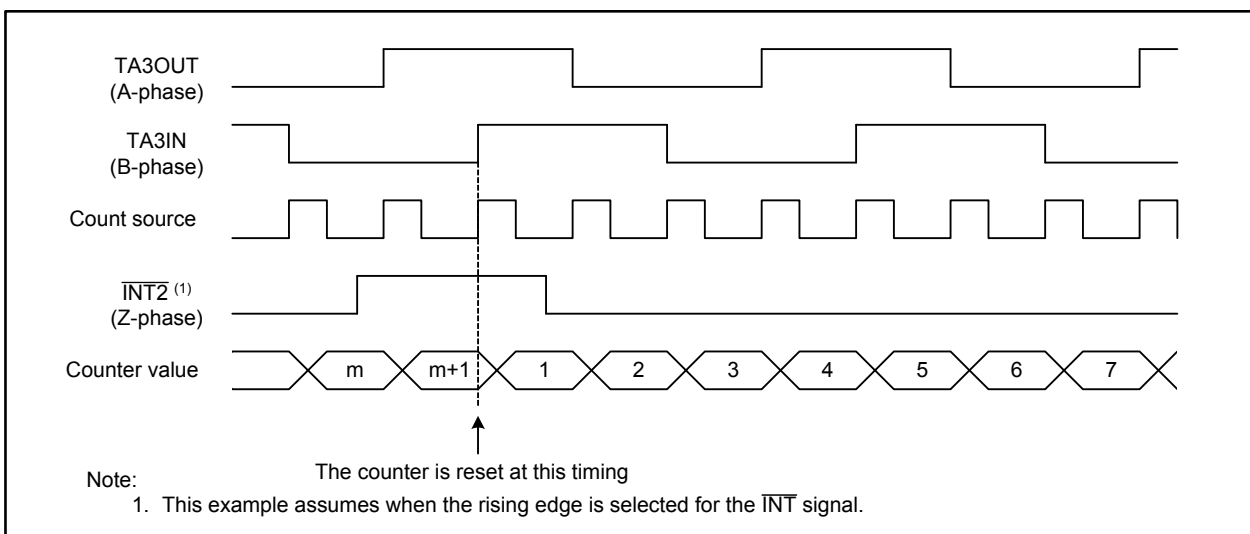 TA3OUT
(A-phase)
TA3IN
(B-phase)
Count source
INT2 (1)
(Z-phase)
Counter value
m
m+1
1
2
3
4
5
6
7
The counter is reset at this timing
Note:
1. This example assumes when the rising edge is selected for the INT signal.